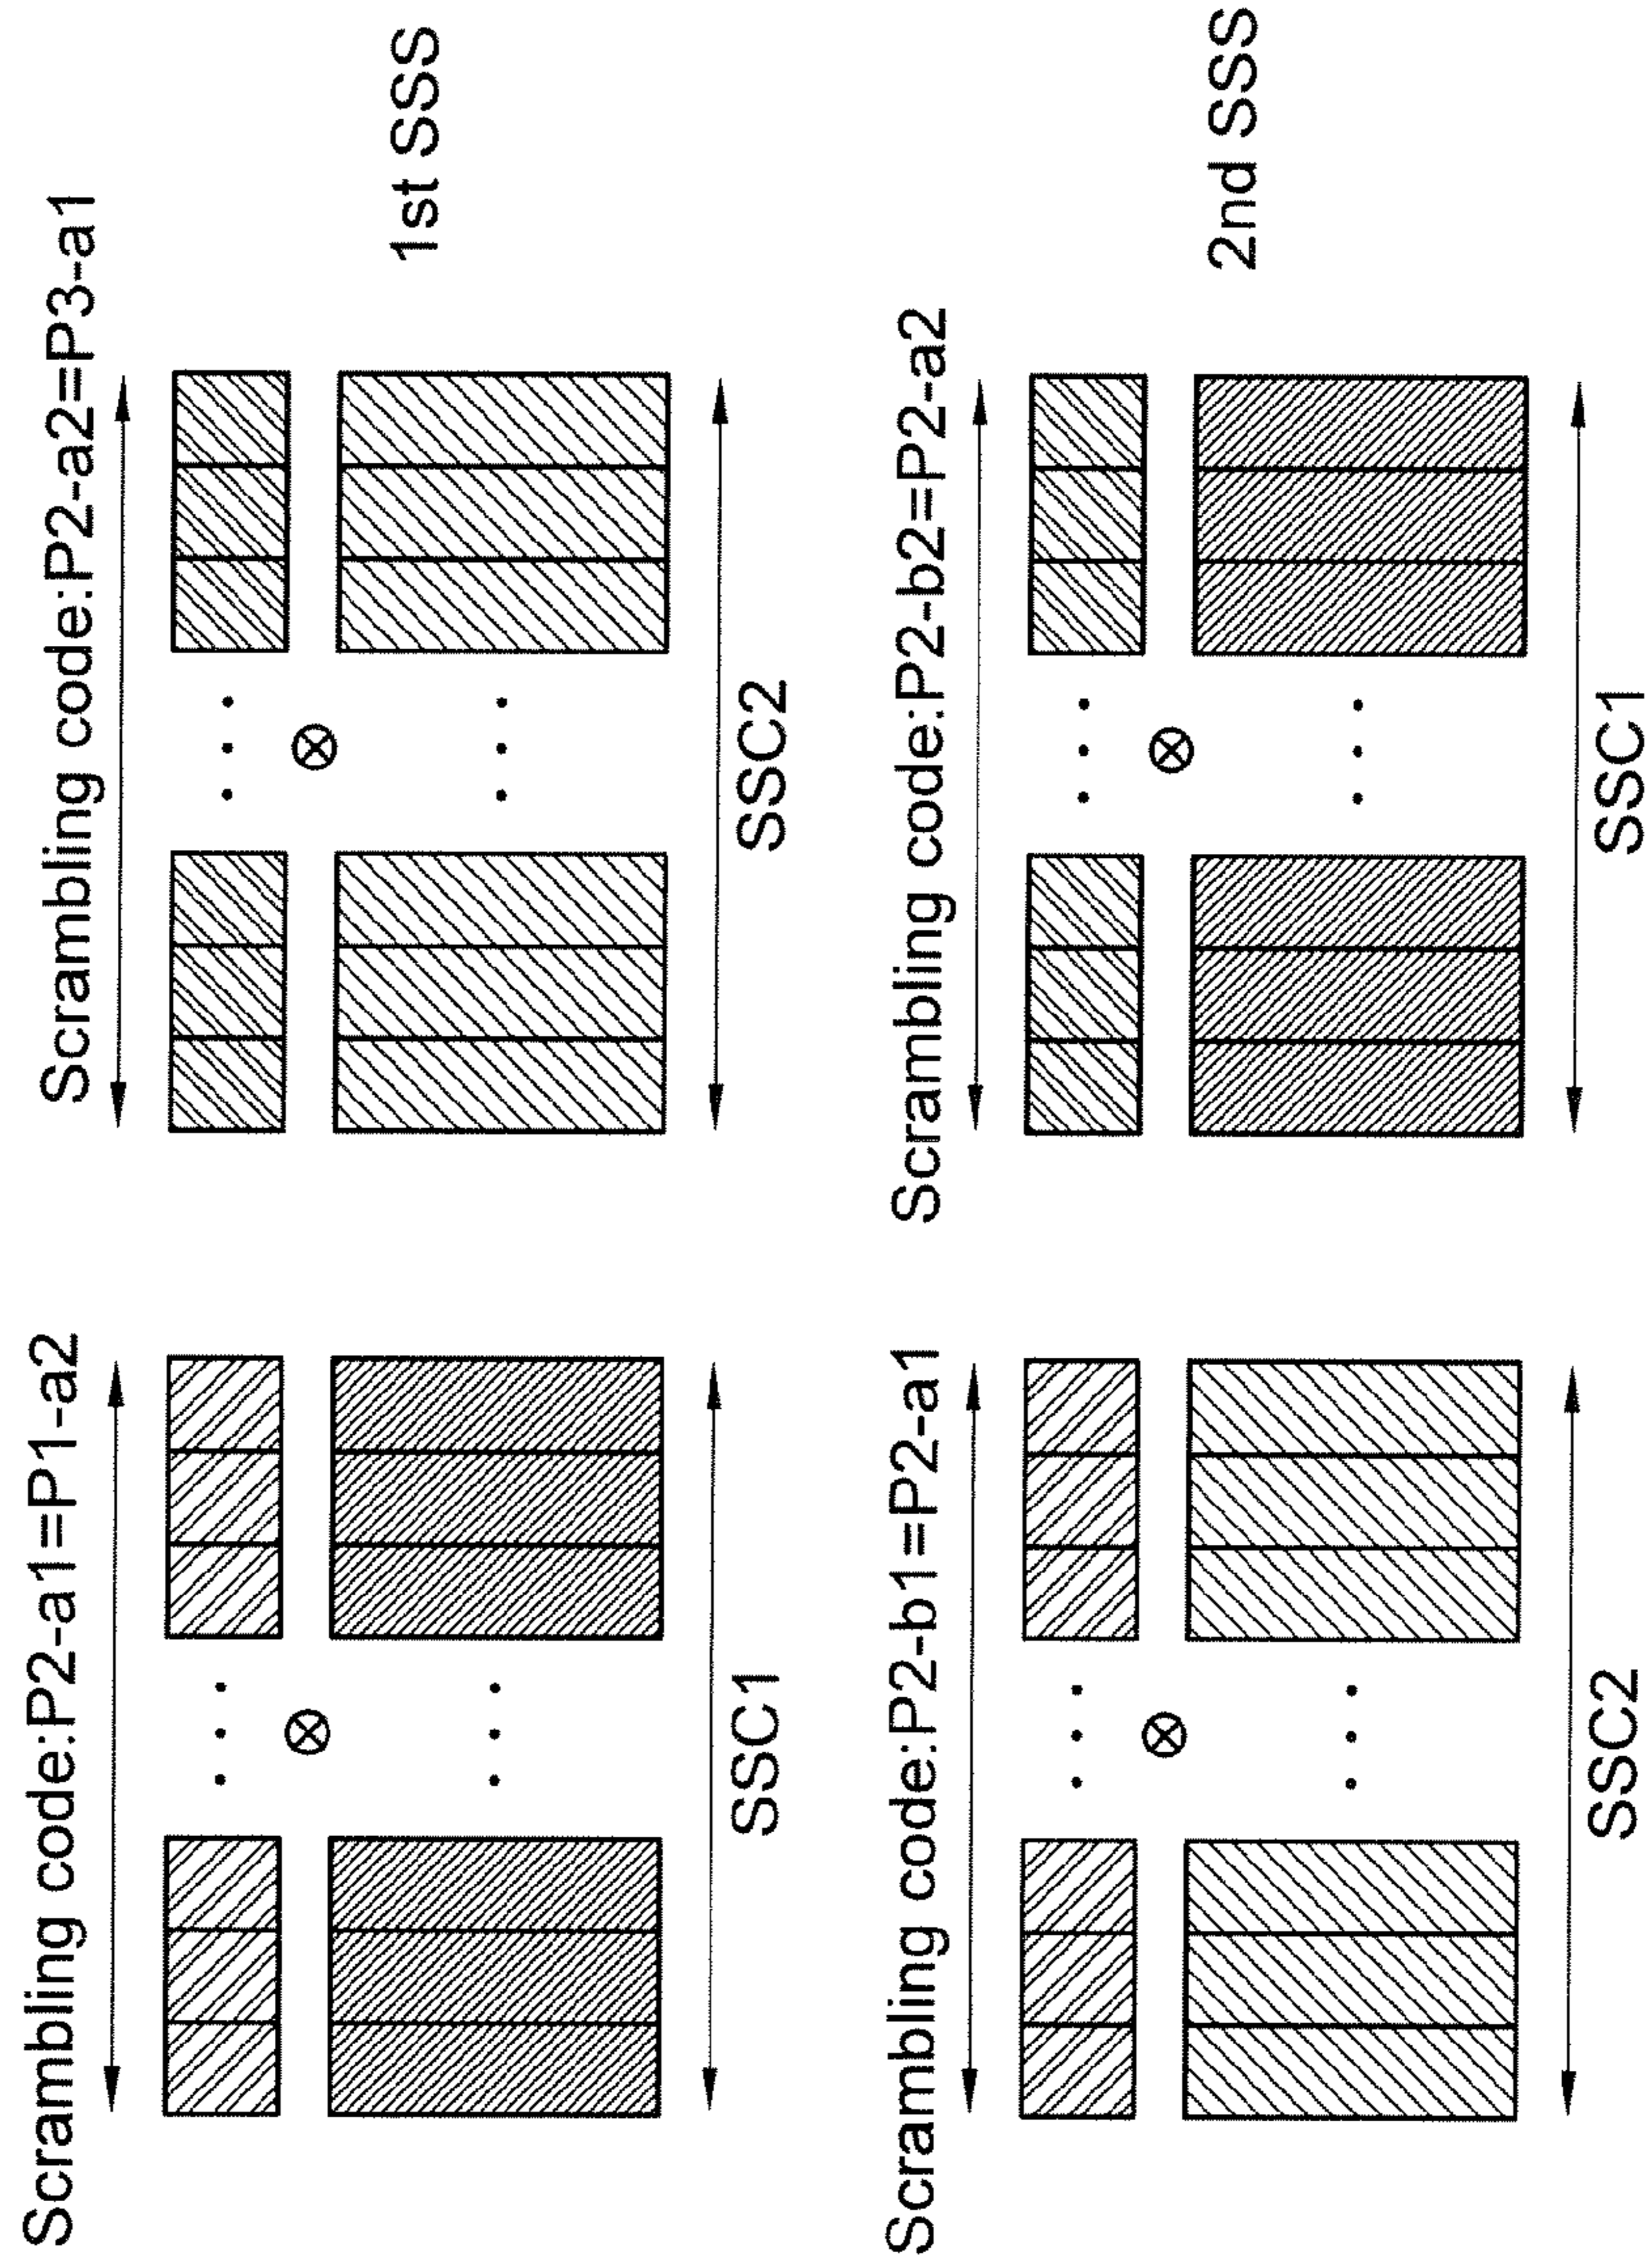 Scrambling code:P2-a1=P1-a2
Scrambling code:P2-a2=P3-a1
SSC1
SSC2
1st SSS
Scrambling code:P2-b1=P2-a1
Scrambling code:P2-b2=P2-a2
SSC2
SSC1
2nd SSS